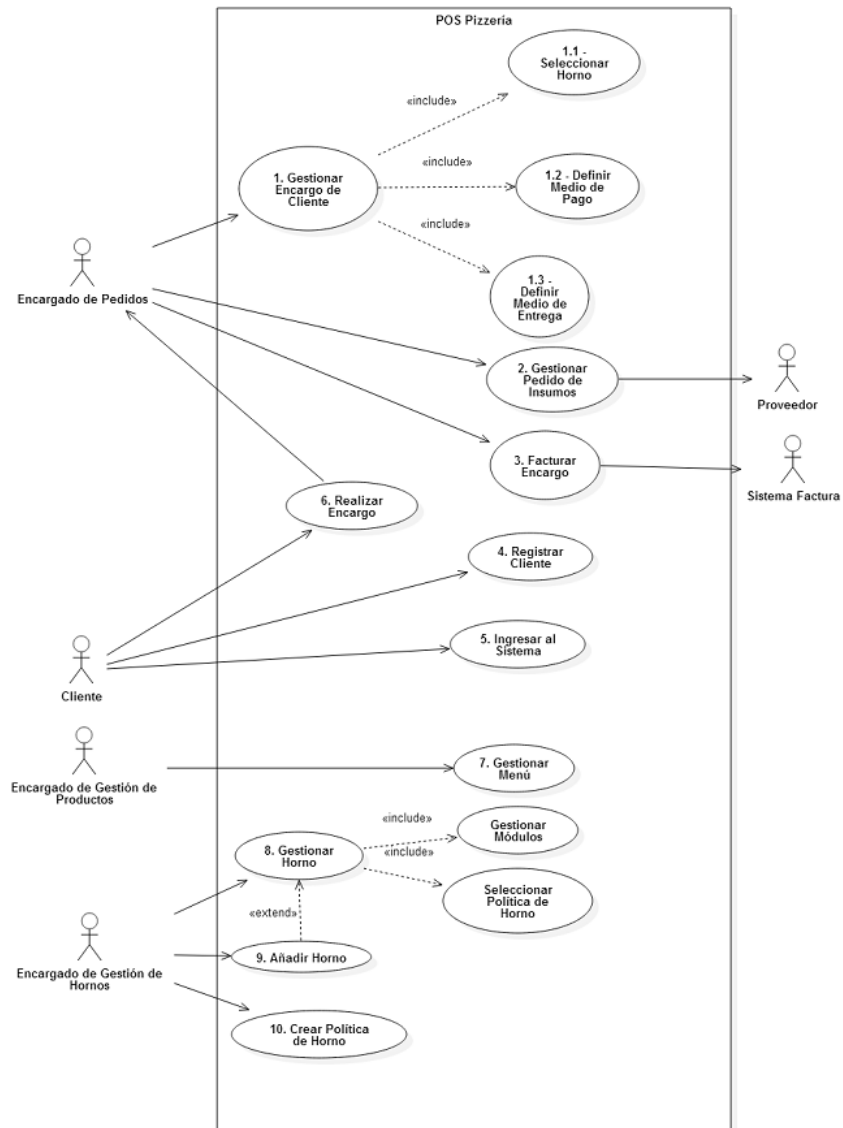 POS Pizzería
1.1 -
Seleccionar
Horno
«include»
1. Gestionar
Encargo de
Cliente
«include»
1.2 - Definir
Medio de
Pago
«include»
1.3 -
Definir
Medio de
Entrega
Encargado de Pedidos
2. Gestionar
Pedido de
Insumos
Proveedor
3. Facturar
Encargo
Sistema Factura
6. Realizar
Encargo
4. Registrar
Cliente
5. Ingresar al
Sistema
Cliente
7. Gestionar
Menú
Encargado de Gestión de
Productos
8. Gestionar
Horno
«include»
Gestionar
Módulos
«include»
Seleccionar
Política de
Horno
«extend»
9. Añadir Horno
Encargado de Gestión de
Hornos
10. Crear Política
de Horno